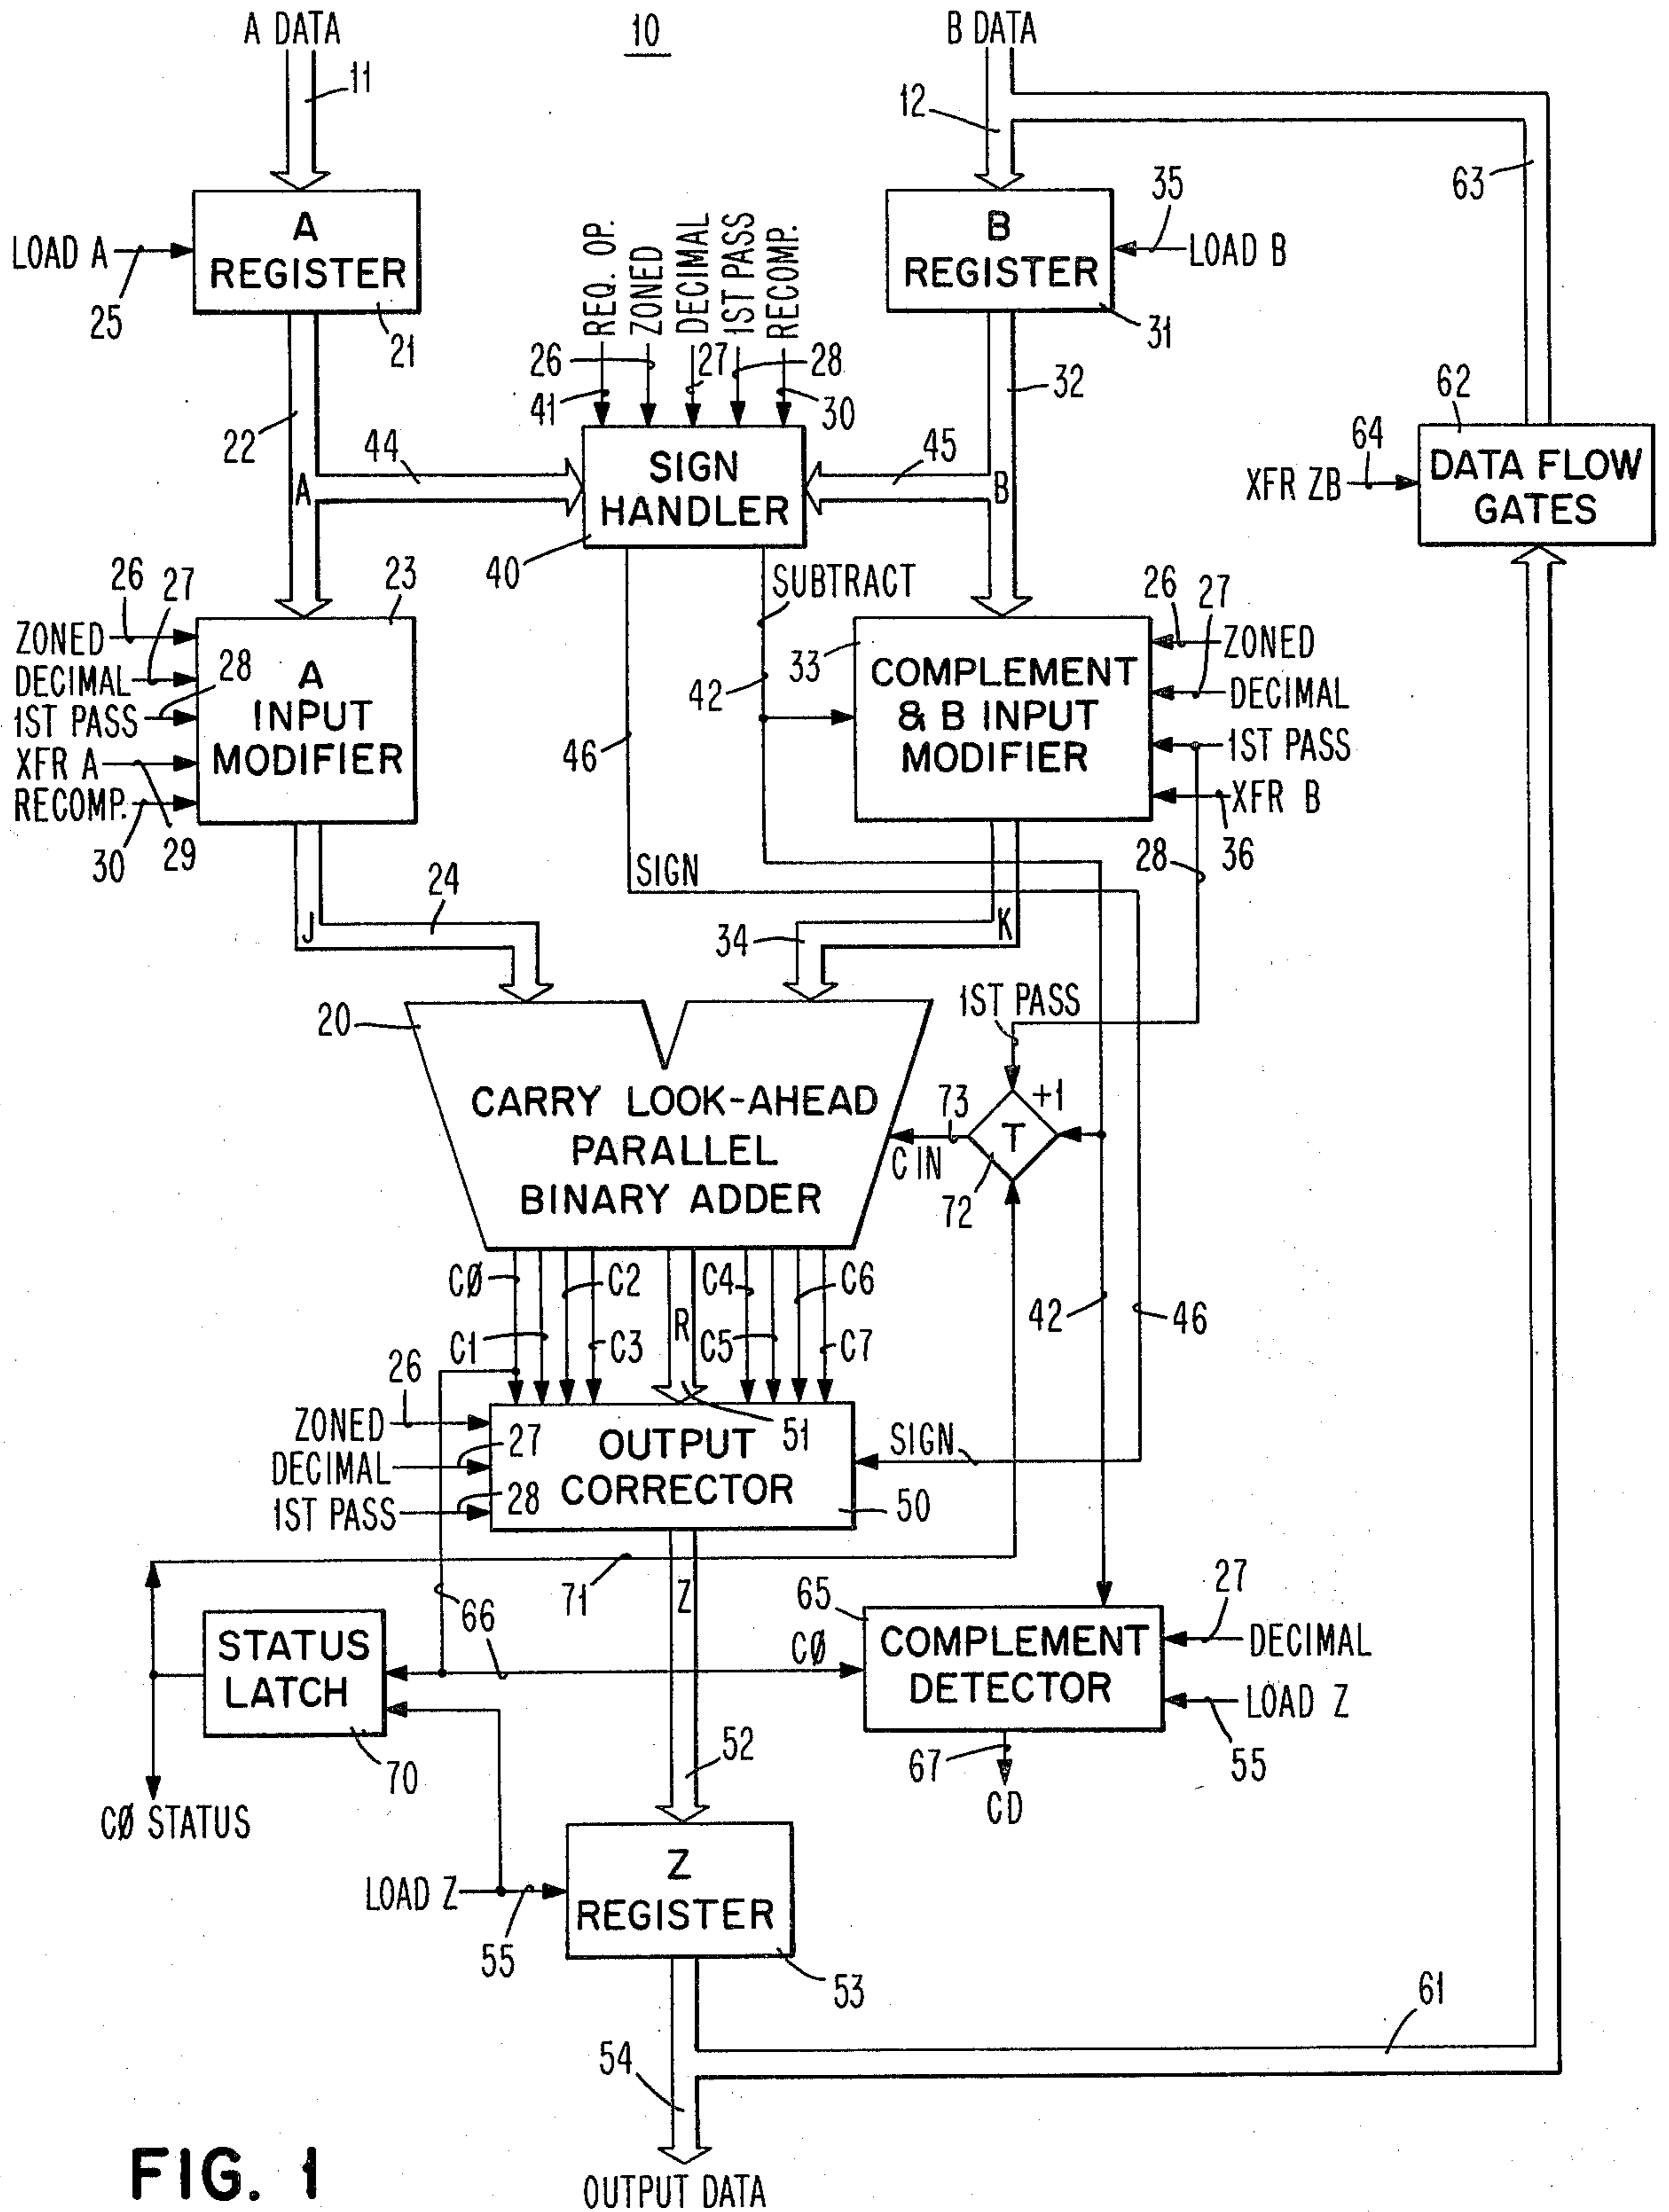 A DATA
10
B DATA
11
12
63
A
REGISTER
LOAD A
25
21
REQ. OP.
ZONED
DECIMAL
1ST PASS
RECOMP.
B
REGISTER
35
LOAD B
31
26
27
28
41
30
32
62
22
44
A
SIGN
HANDLER
45
B
64
XFR ZB
DATA FLOW
GATES
40
SUBTRACT
26
27
23
ZONED
DECIMAL
28
1ST PASS
XFR A
RECOMP.
30
29
A
INPUT
MODIFIER
42
46
33
COMPLEMENT
& B INPUT
MODIFIER
26
27
ZONED
DECIMAL
1ST PASS
XFR B
28
36
SIGN
24
J
34
K
20
1ST PASS
CARRY LOOK-AHEAD
PARALLEL
BINARY ADDER
73
C IN
T
+1
72
CØ
C1
C2
C3
R
C4
C5
C6
C7
42
46
26
ZONED
27
DECIMAL
28
1ST PASS
OUTPUT
CORRECTOR
51
50
SIGN
71
Z
66
65
27
STATUS
LATCH
CØ
COMPLEMENT
DETECTOR
DECIMAL
LOAD Z
55
70
52
67
CD
CØ STATUS
LOAD Z
55
Z
REGISTER
53
61
54
FIG. 1
OUTPUT DATA